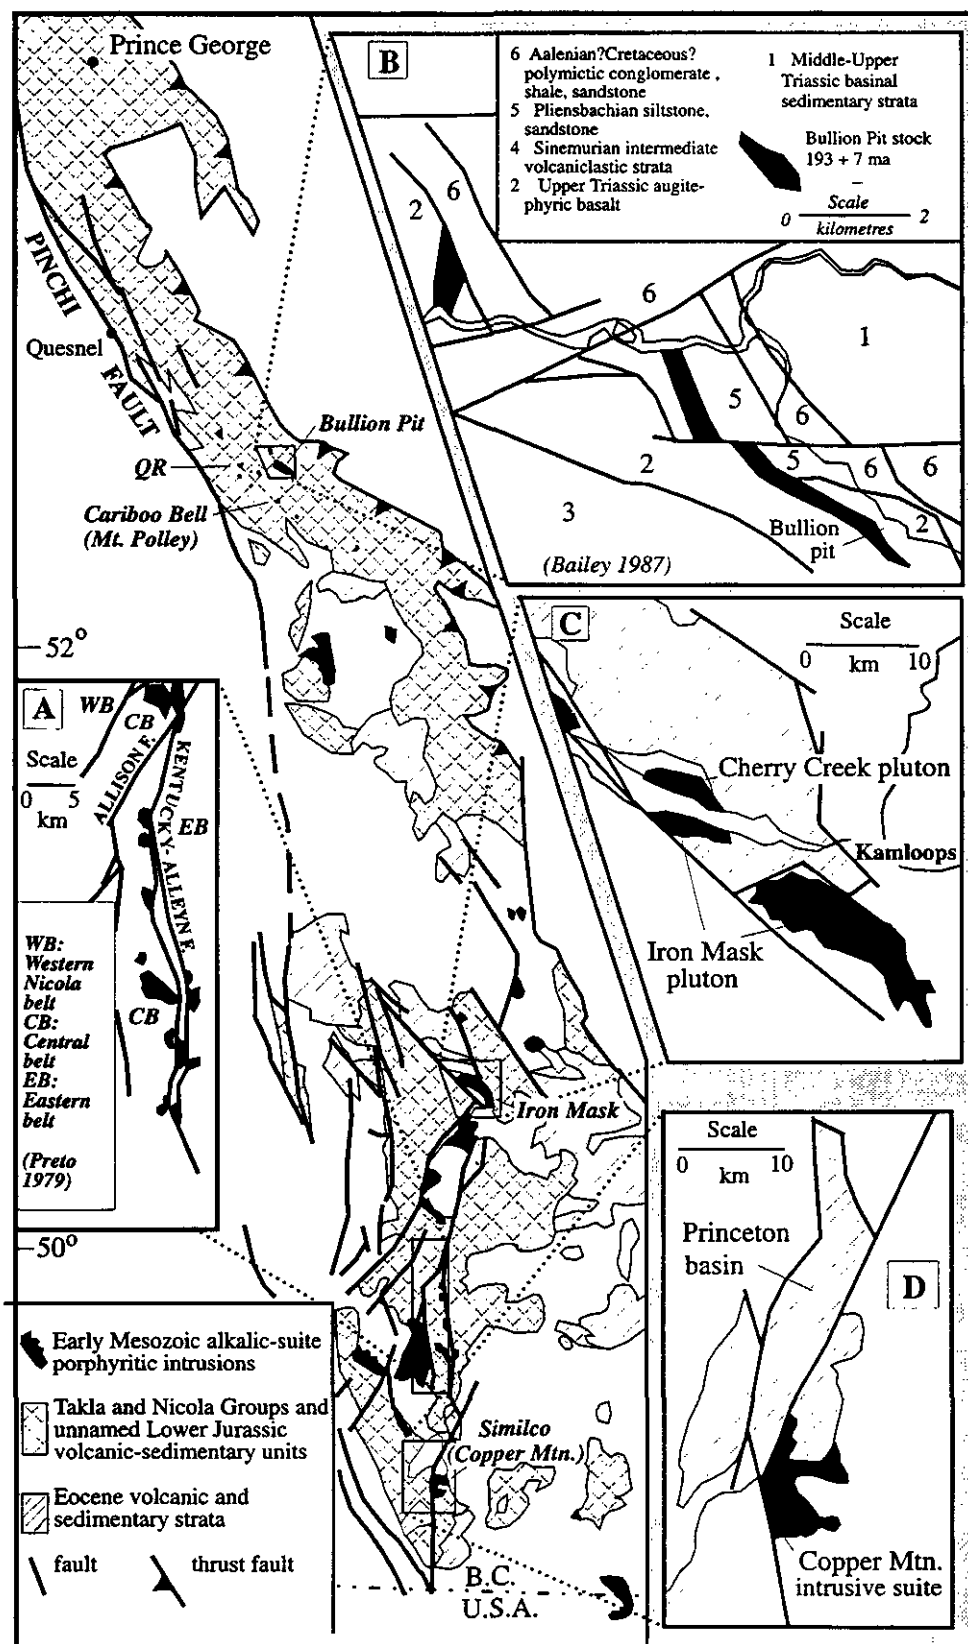 Prince George
PINCHI
FAULT
Quesnel
Bullion Pit
QR
Cariboo Bell
(Mt. Polley)
52°
50°
Iron Mask
Similco
(Copper Mtn.)
B.C.
U.S.A.
B
6 Aalenian?Cretaceous?
polymictic conglomerate,
shale, sandstone
5 Pliensbachian siltstone,
sandstone
4 Sinemurian intermediate
volcaniclastic strata
2 Upper Triassic augite-
phyric basalt
1 Middle-Upper
Triassic basinal
sedimentary strata
Bullion Pit stock
193 + 7 ma
–
Scale
0 2
kilometres
2
6
6
1
5
6
2
5
6
6
3
2
Bullion
pit
(Bailey 1987)
C
Scale
0 km 10
Cherry Creek pluton
Kamloops
Iron Mask
pluton
A
WB
CB
Scale
0 5
km
ALLISON F.
KENTUCKY-ALLEYN F.
EB
CB
WB:
Western
Nicola
belt
CB:
Central
belt
EB:
Eastern
belt
(Preto
1979)
D
Scale
0 10
km
Princeton
basin
Copper Mtn.
intrusive suite
Early Mesozoic alkalic-suite
porphyritic intrusions
Takla and Nicola Groups and
unnamed Lower Jurassic
volcanic-sedimentary units
Eocene volcanic and
sedimentary strata
fault
thrust fault